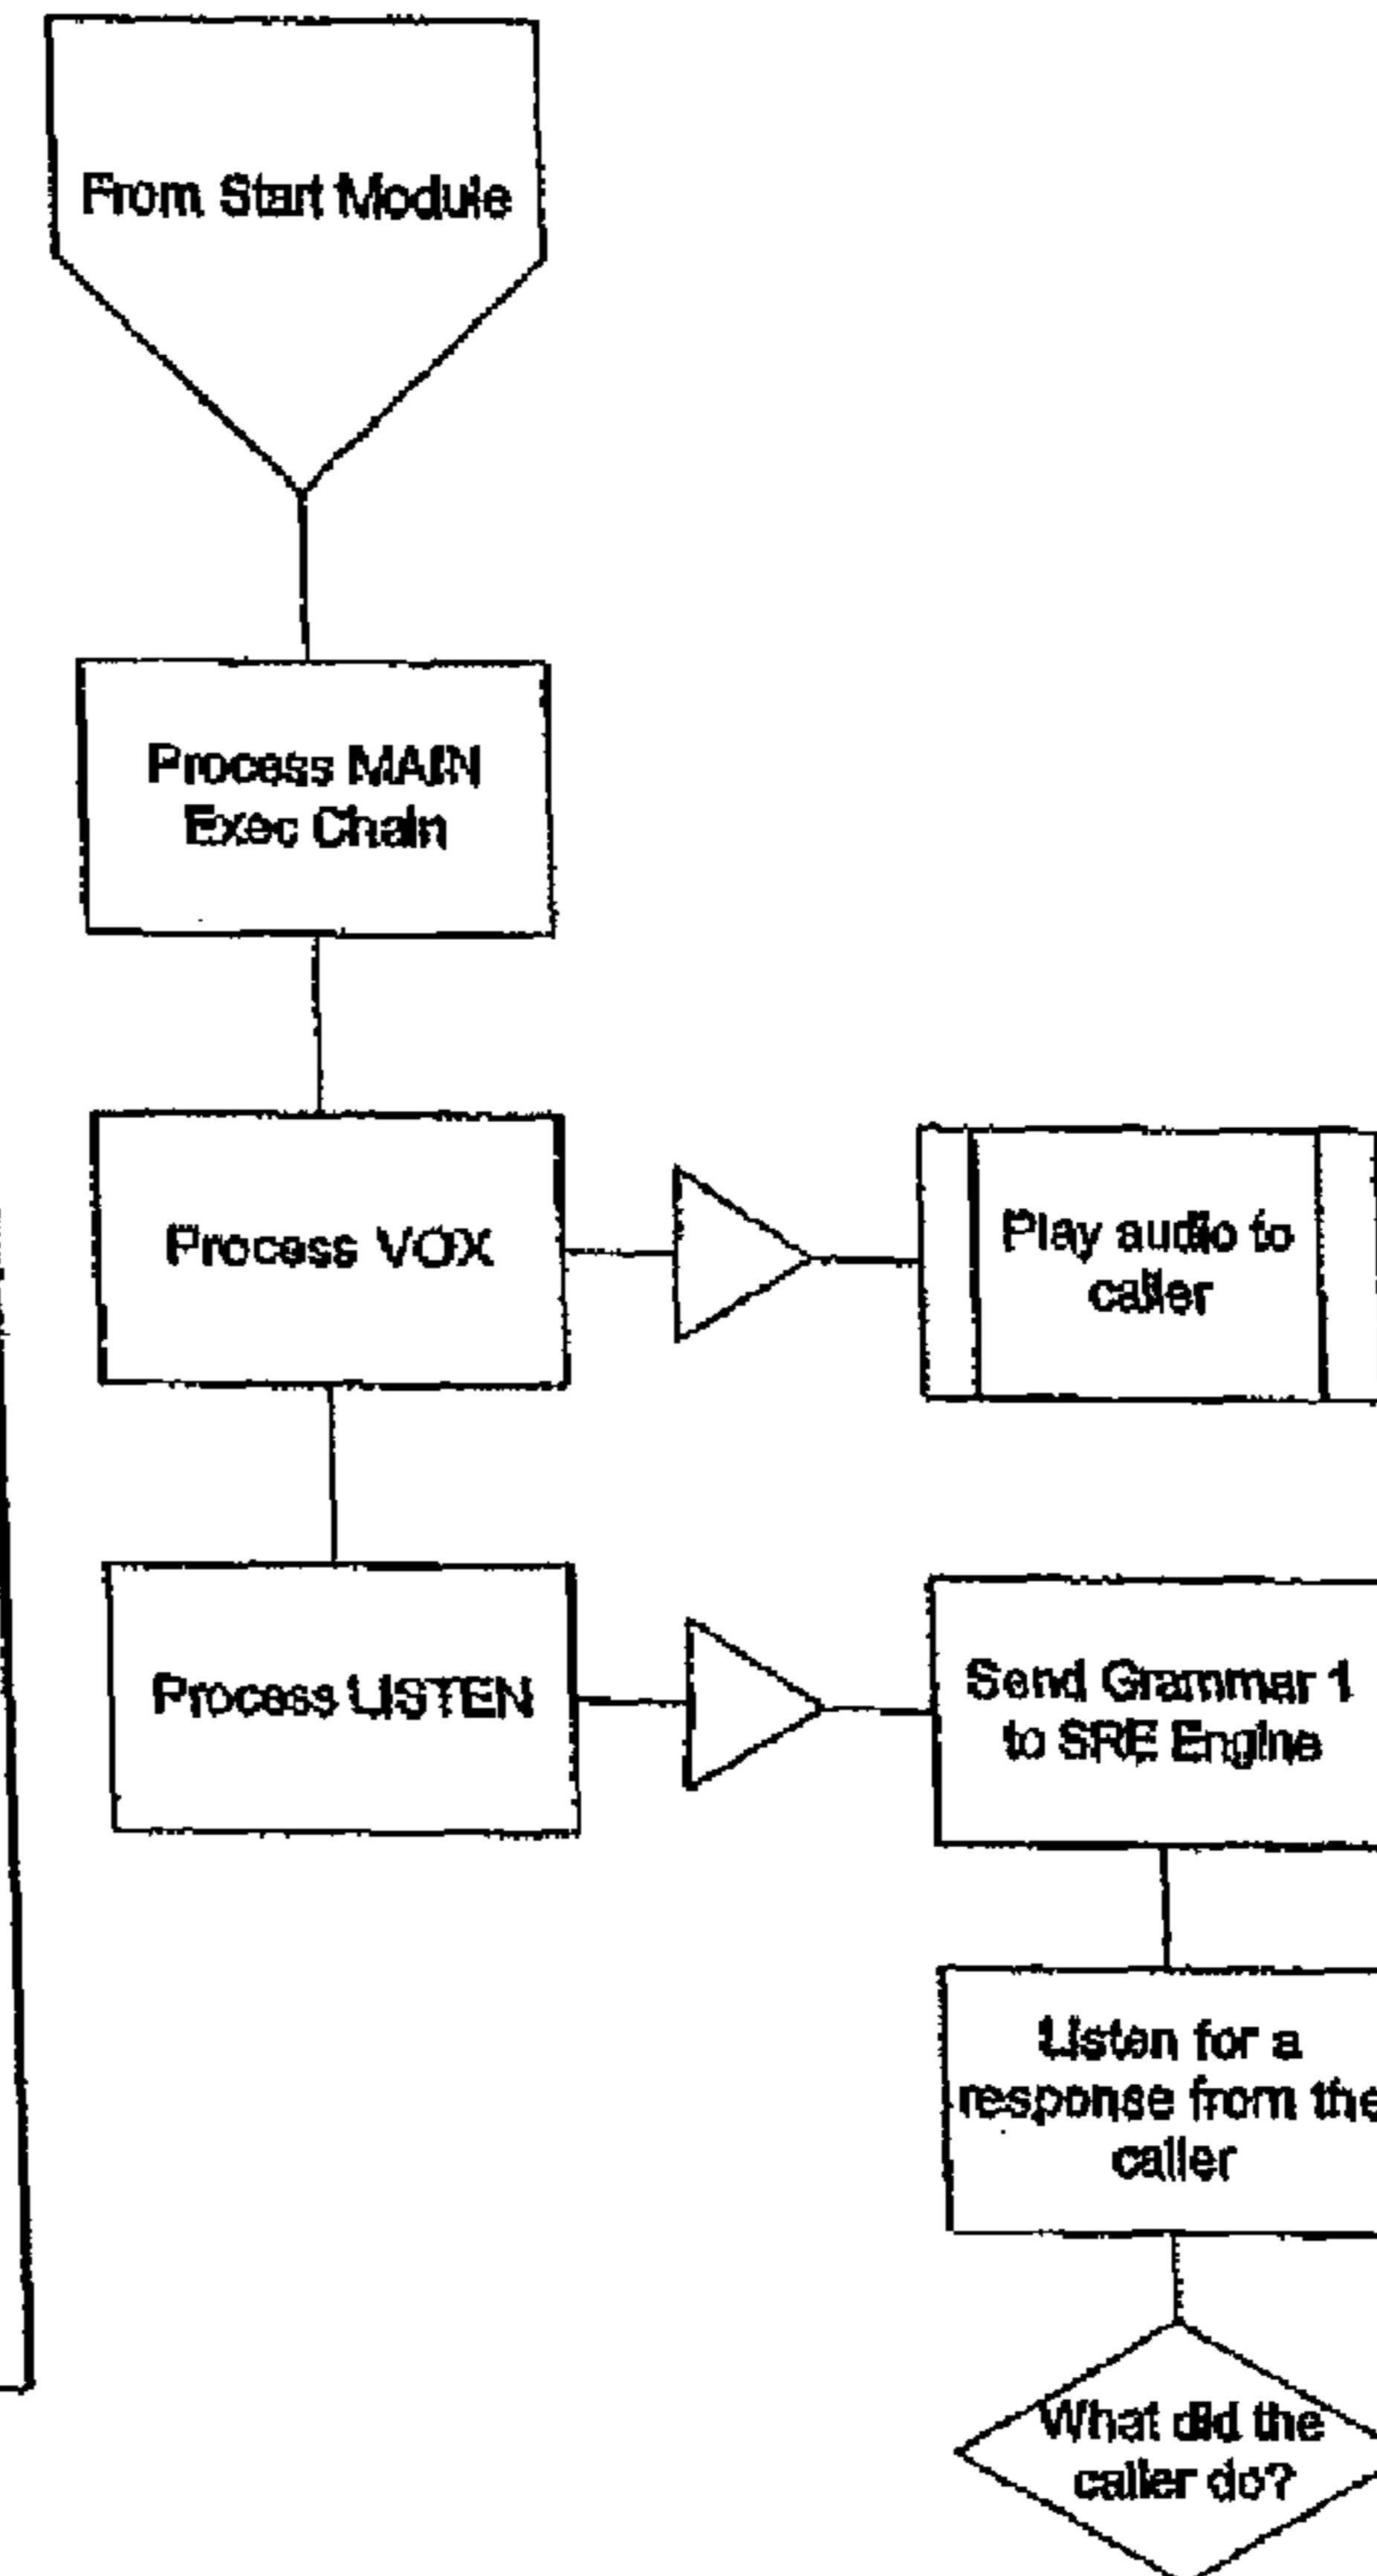 From Start Module
Process MAIN
Exec Chain
Process VOX
Play audio to
caller
Process LISTEN
Send Grammar 1
to SRE Engine
Listen for a
response from the
caller
What did the
caller do?